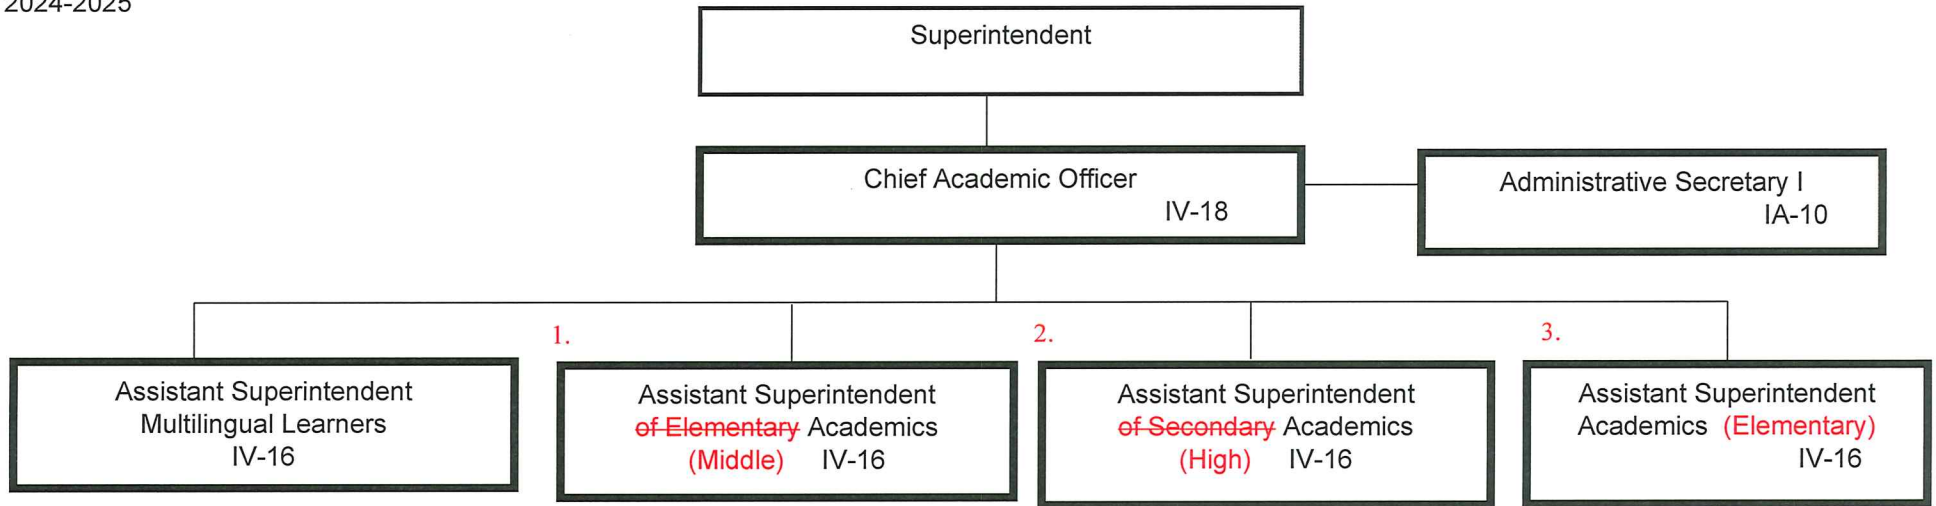 2024-2025
Superintendent
Chief Academic Officer
IV-18
Administrative Secretary I
IA-10
1.
2.
3.
Assistant Superintendent
Multilingual Learners
IV-16
Assistant Superintendent
of Elementary Academics
(Middle) IV-16
Assistant Superintendent
of Secondary Academics
(High) IV-16
Assistant Superintendent
Academics (Elementary)
IV-16